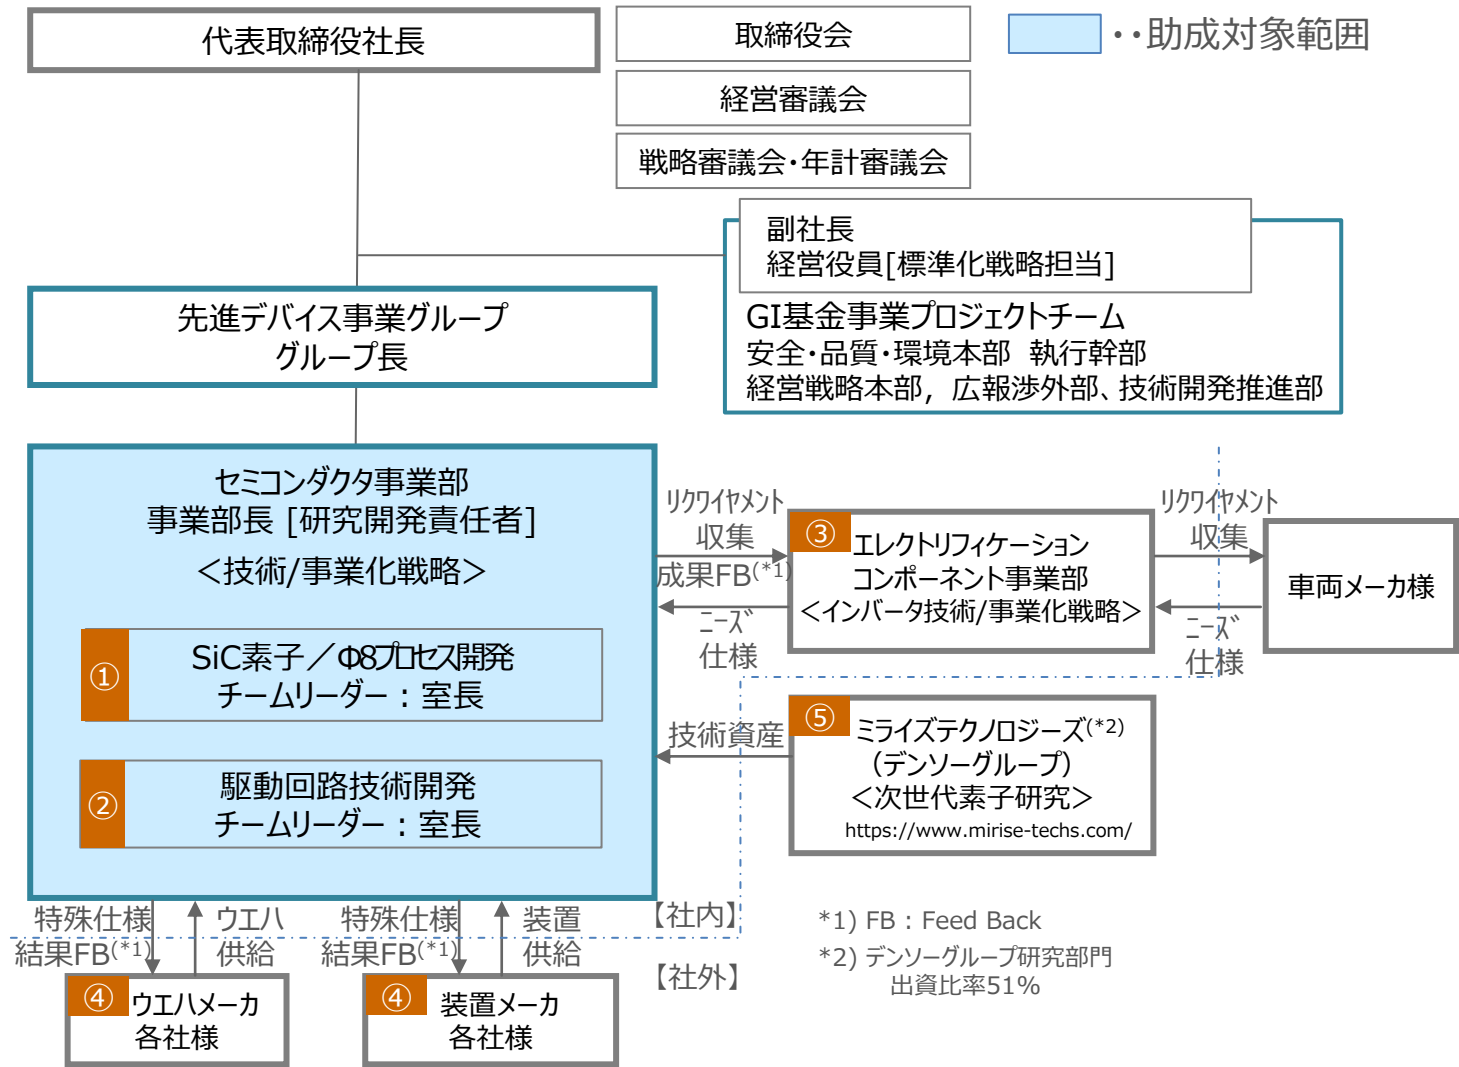 代表取締役社長
取締役会
‥助成対象範囲
経営審議会
戦略審議会・年計審議会
副社長
経営役員[標準化戦略担当]
GI基金事業プロジェクトチーム
安全・品質・環境本部 執行幹部
経営戦略本部，広報渉外部、技術開発推進部
先進デバイス事業グループ
グループ長
セミコンダクタ事業部
事業部長 [研究開発責任者]
＜技術/事業化戦略＞
①
SiC素子／Φ8プロセス開発
チームリーダー：室長
②
駆動回路技術開発
チームリーダー：室長
ﾘｸﾜｲﾔﾒﾝﾄ
収集
成果FB(*1)
ﾆｰｽﾞ
仕様
③
エレクトリフィケーション
コンポーネント事業部
＜インバータ技術/事業化戦略＞
ﾘｸﾜｲﾔﾒﾝﾄ
収集
ﾆｰｽﾞ
仕様
車両メーカ様
技術資産
⑤
ミライズテクノロジーズ(*2)
（デンソーグループ）
＜次世代素子研究＞
https://www.mirise-techs.com/
特殊仕様
結果FB(*1)
ウエハ
供給
特殊仕様
結果FB(*1)
装置
供給
【社内】
【社外】
*1) FB : Feed Back
*2) デンソーグループ研究部門
出資比率51%
④
ウエハメーカ
各社様
④
装置メーカ
各社様